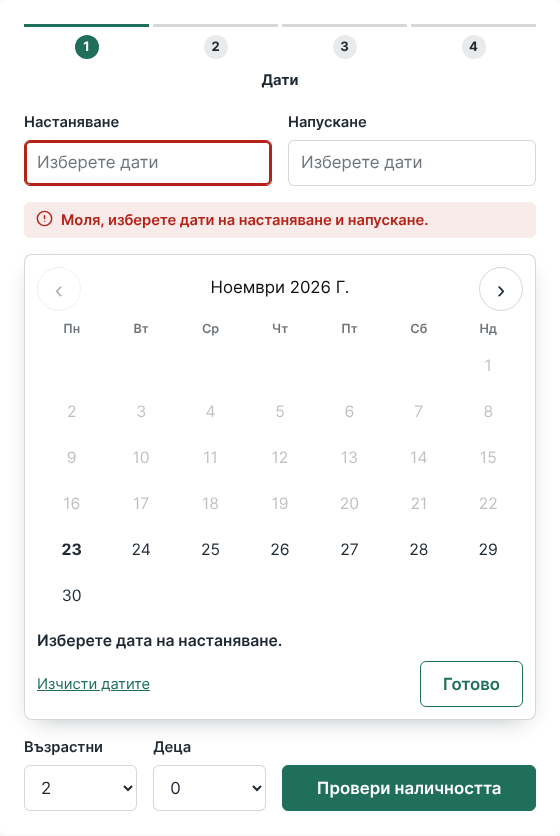 1 2 3 4
Дати
Настаняване Напускане
Изберете дати Изберете дати
Моля, изберете дати на настаняване и напускане.
‹ Ноември 2026 Г. ›
Пн Вт Ср Чт Пт Сб Нд
1
2 3 4 5 6 7 8
9 10 11 12 13 14 15
16 17 18 19 20 21 22
23 24 25 26 27 28 29
30
Изберете дата на настаняване.
Изчисти датите Готово
Възрастни Деца
2 0 Провери наличността